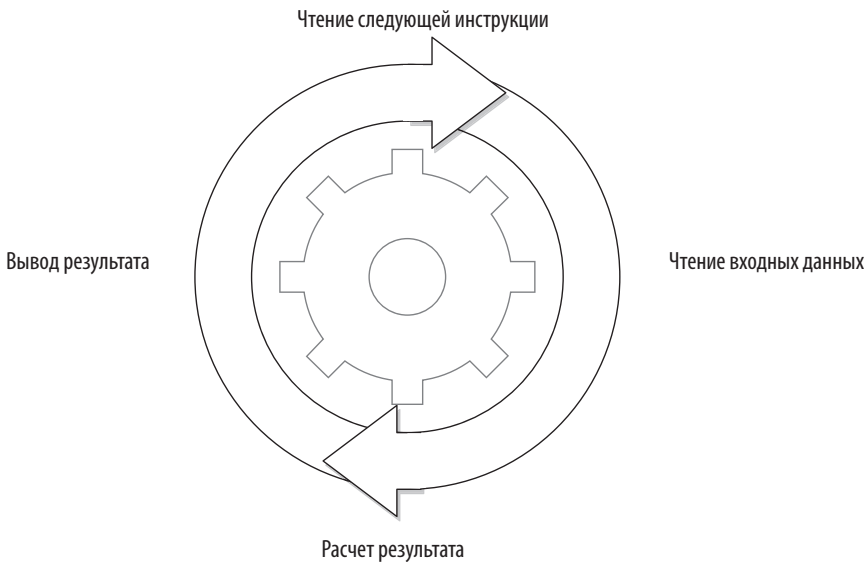 Чтение следующей инструкции
Вывод результата
Чтение входных данных
Расчет результата